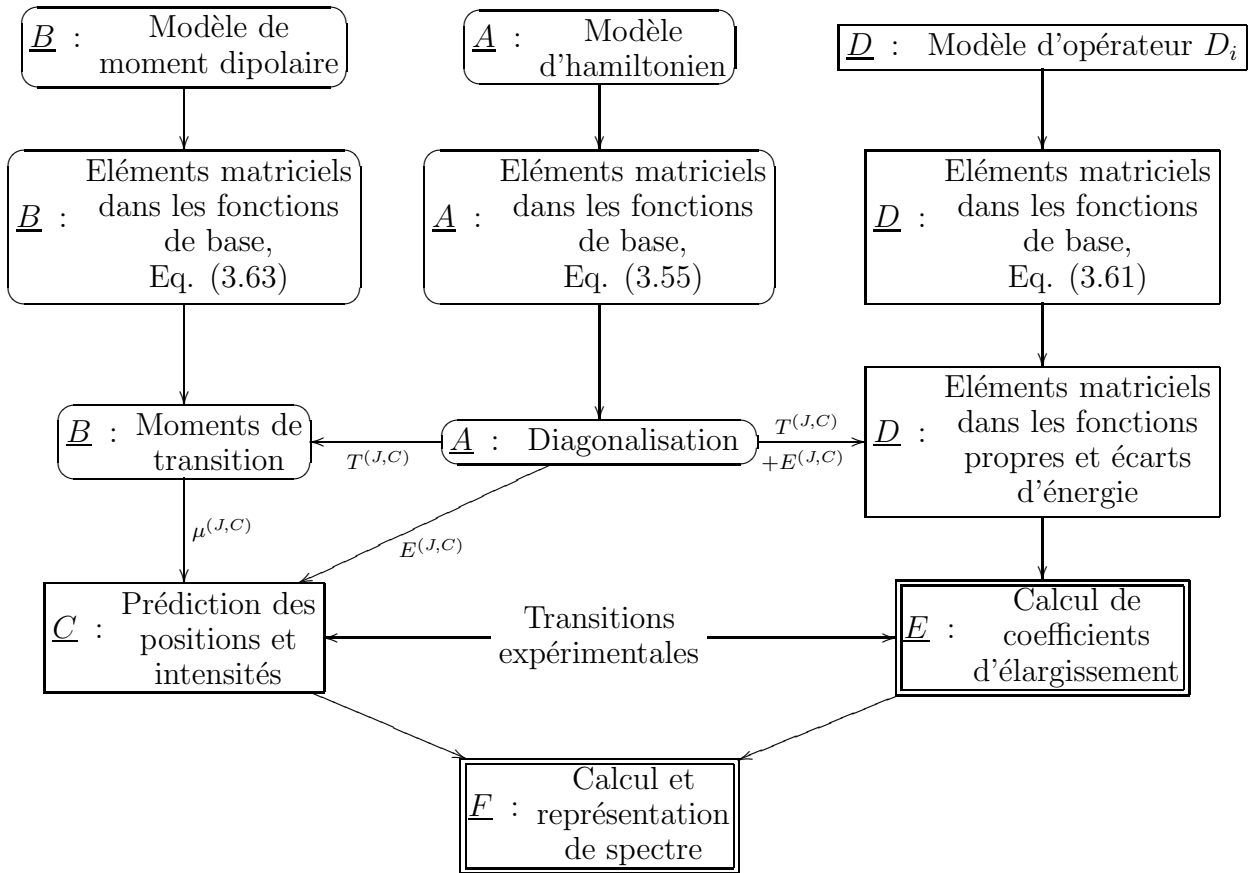 B : Modèle de
moment dipolaire
A : Modèle
d'hamiltonien
D : Modèle d'opérateur D_i
B : Eléments matriciels
dans les fonctions
de base,
Eq. (3.63)
A : Eléments matriciels
dans les fonctions
de base,
Eq. (3.55)
D : Eléments matriciels
dans les fonctions
de base,
Eq. (3.61)
B : Moments de
transition
T^{(J,C)}
A : Diagonalisation
T^{(J,C)}
+E^{(J,C)}
D : Eléments matriciels
dans les fonctions
propres et écarts
d'énergie
μ^{(J,C)}
E^{(J,C)}
C : Prédiction des
positions et
intensités
Transitions
expérimentales
E : Calcul de
coefficients
d'élargissement
F : Calcul et
représentation
de spectre